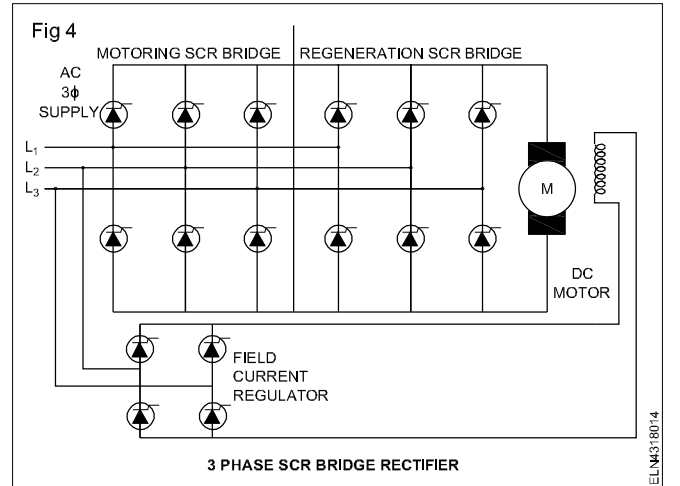 Fig 4
MOTORING SCR BRIDGE
REGENERATION SCR BRIDGE
AC
3ϕ
SUPPLY
L1
L2
L3
M
DC
MOTOR
FIELD
CURRENT
REGULATOR
3 PHASE SCR BRIDGE RECTIFIER
ELN4318014